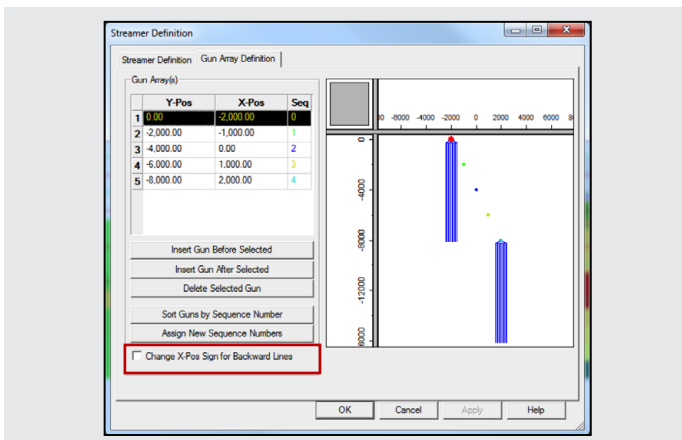 Streamer Definition
Streamer Definition Gun Array Definition
Gun Array(s)
Y-Pos X-Pos Seq
1 0.00 -2,000.00 0
2 -2,000.00 -1,000.00 1
3 -4,000.00 0.00 2
4 -6,000.00 1,000.00 3
5 -8,000.00 2,000.00 4
Insert Gun Before Selected
Insert Gun After Selected
Delete Selected Gun
Sort Guns by Sequence Number
Assign New Sequence Numbers
Change X-Pos Sign for Backward Lines
00 -6000 -4000 -2000 0 2000 4000 6000 8
0
-4000
-8000
-12000
6000
OK Cancel Apply Help